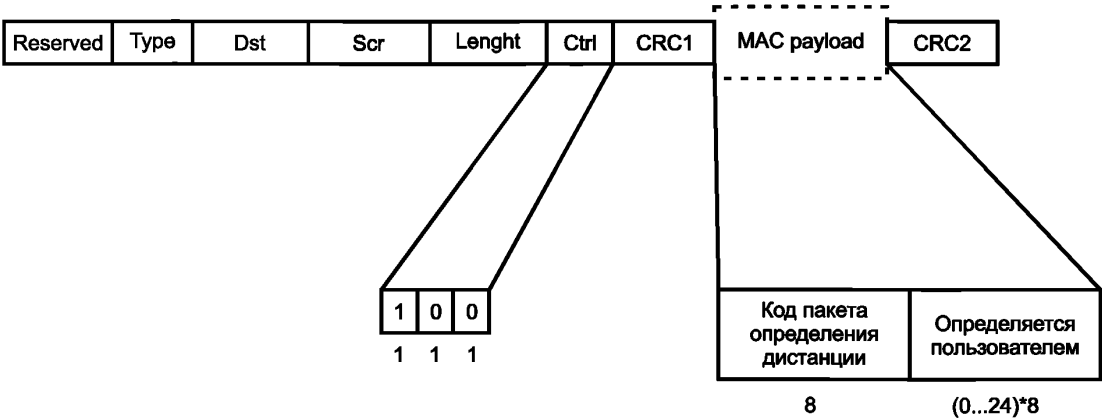 Reserved Type Dst Scr Lenght Ctrl CRC1 MAC payload CRC2
1 0 0
1 1 1
Код пакета
определения
дистанции
Определяется
пользователем
8 (0...24)*8